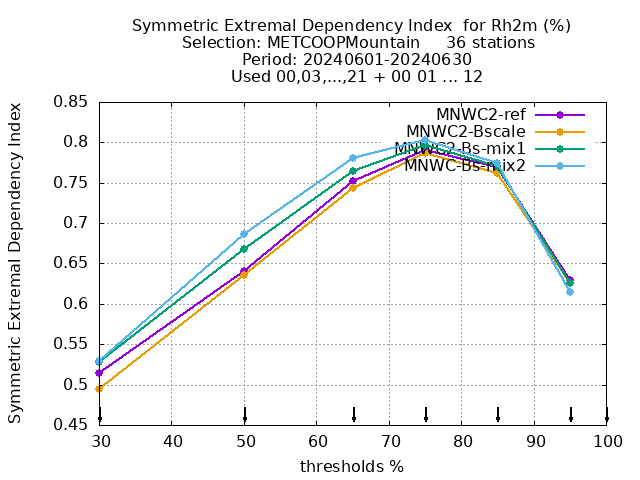 Symmetric Extremal Dependency Index  for Rh2m (%)
Selection: METCOOPMountain     36 stations
Period: 20240601-20240630
Used 00,03,...,21 + 00 01 ... 12
Symmetric Extremal Dependency Index
0.85
0.8
0.75
0.7
0.65
0.6
0.55
0.5
0.45
MNWC2-ref
MNWC2-Bscale
MNWC2-Bs-mix1
MNWC-Bs-mix2
30 40 50 60 70 80 90 100
thresholds %